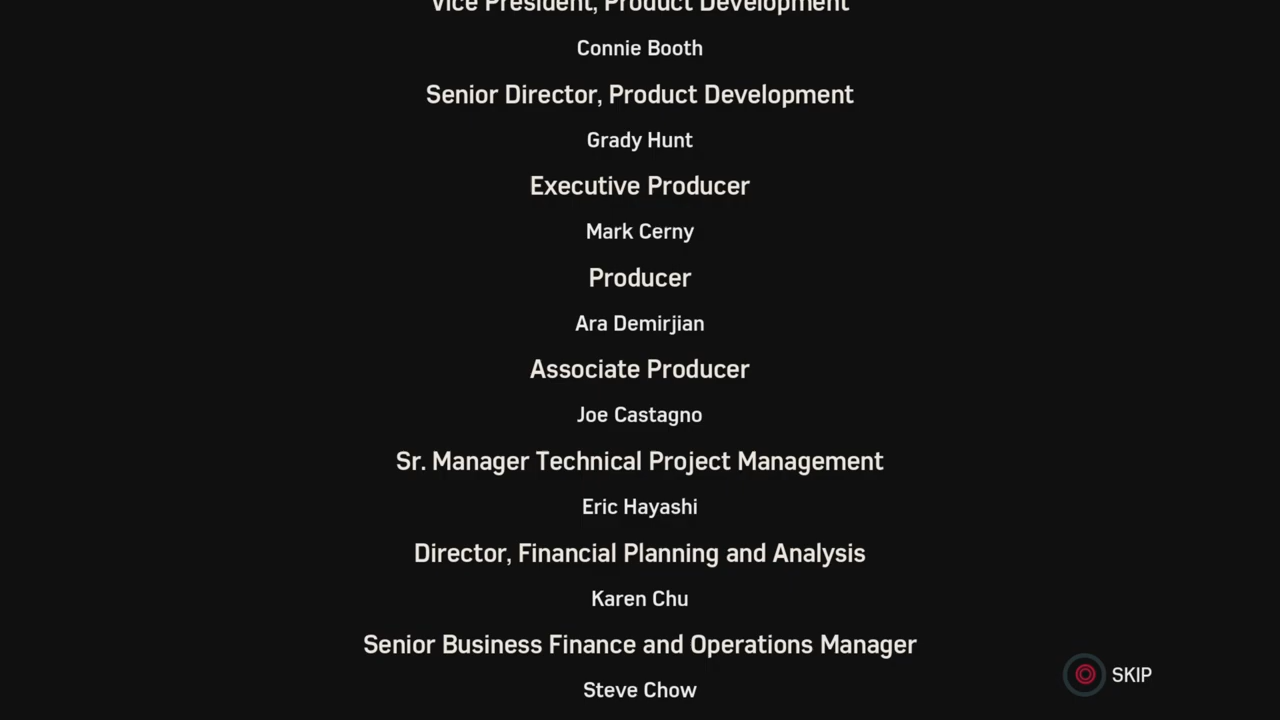 Vice President, Product Development
Connie Booth
Senior Director, Product Development
Grady Hunt
Executive Producer
Mark Cerny
Producer
Ara Demirjian
Associate Producer
Joe Castagno
Sr. Manager Technical Project Management
Eric Hayashi
Director, Financial Planning and Analysis
Karen Chu
Senior Business Finance and Operations Manager
Steve Chow
SKIP